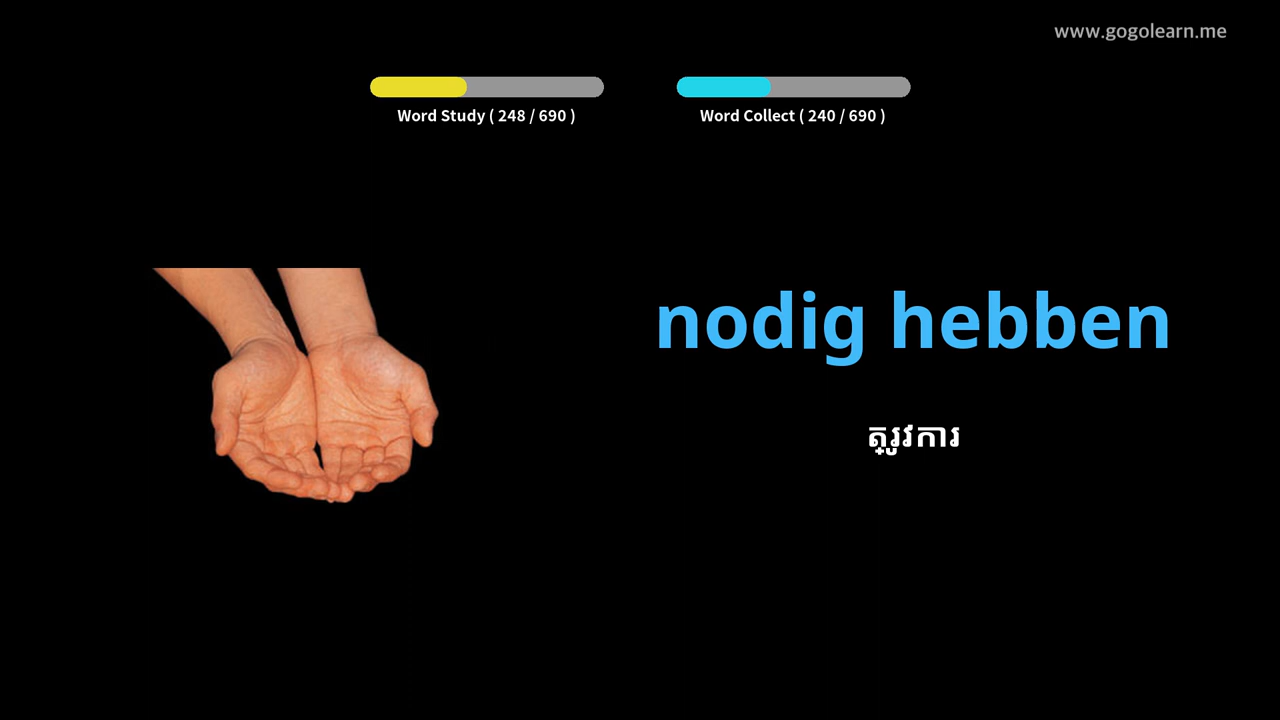 www.gogolearn.me
Word Study ( 248 / 690 )
Word Collect ( 240 / 690 )
nodig hebben
ត្រូវការ